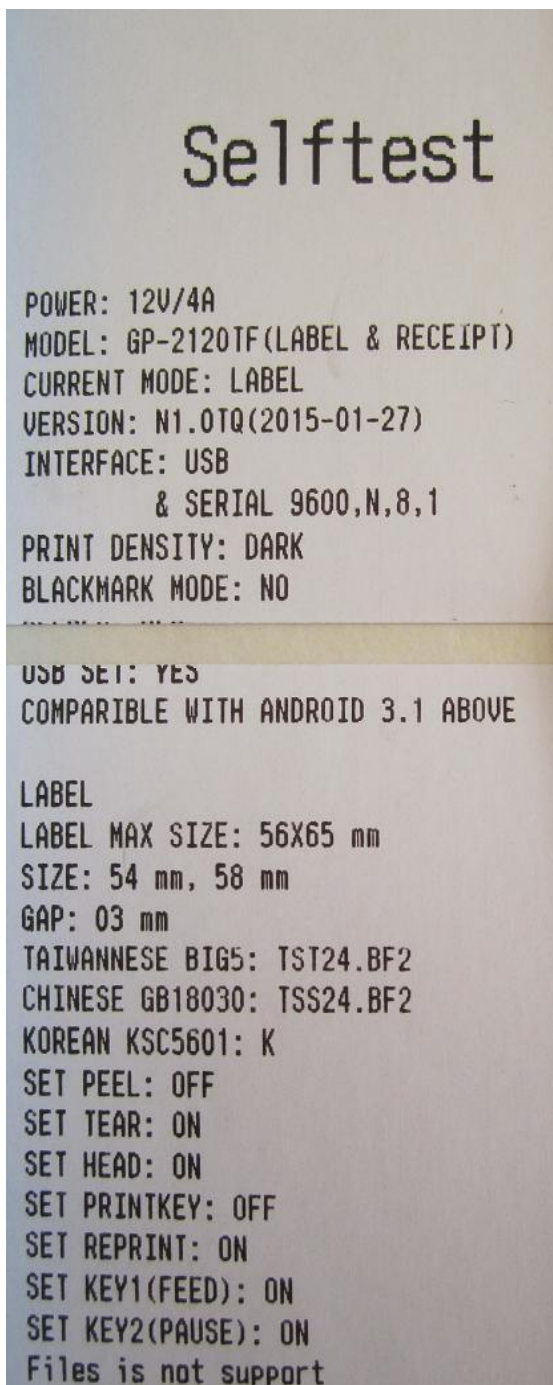 Selftest
POWER: 12V/4A
MODEL: GP-2120TF(LABEL & RECEIPT)
CURRENT MODE: LABEL
VERSION: N1.0TQ(2015-01-27)
INTERFACE: USB
& SERIAL 9600,N,8,1
PRINT DENSITY: DARK
BLACKMARK MODE: NO
USB SET: YES
COMPARIBLE WITH ANDROID 3.1 ABOVE
LABEL
LABEL MAX SIZE: 56X65 mm
SIZE: 54 mm, 58 mm
GAP: 03 mm
TAIWANNESE BIG5: TST24.BF2
CHINESE GB18030: TSS24.BF2
KOREAN KSC5601: K
SET PEEL: OFF
SET TEAR: ON
SET HEAD: ON
SET PRINTKEY: OFF
SET REPRINT: ON
SET KEY1(FEED): ON
SET KEY2(PAUSE): ON
Files is not support